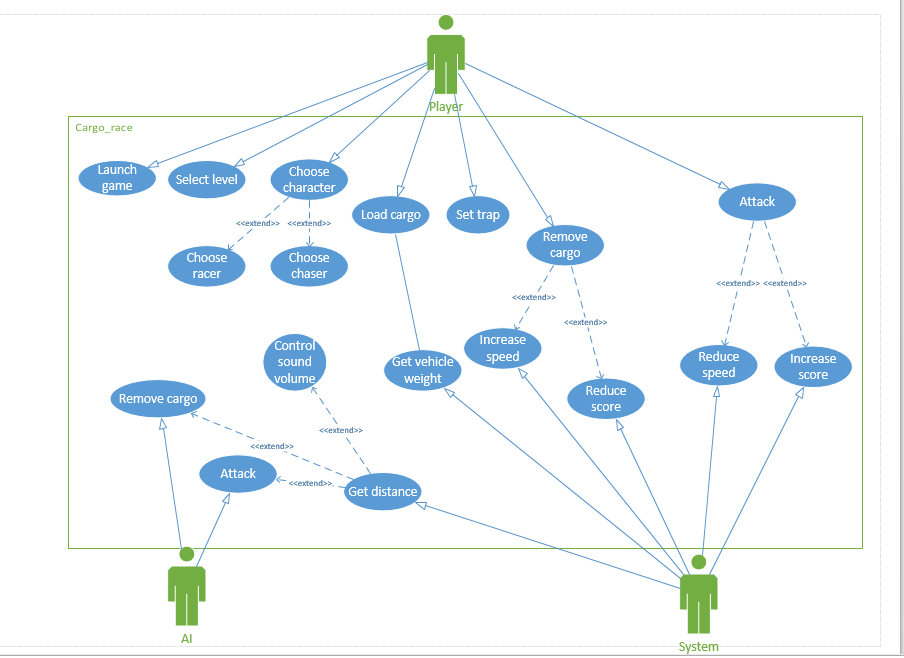 Player
Cargo_race
Launch
game
Select level
Choose
character
Load cargo
Set trap
Attack
<<extend>>
<<extend>>
Remove
cargo
Choose
racer
Choose
chaser
<<extend>>
<<extend>>
<<extend>>
<<extend>>
Control
sound
volume
Get vehicle
weight
Increase
speed
Reduce
score
Reduce
speed
Increase
score
Remove cargo
<<extend>>
<<extend>>
Attack
<<extend>>
Get distance
AI
System